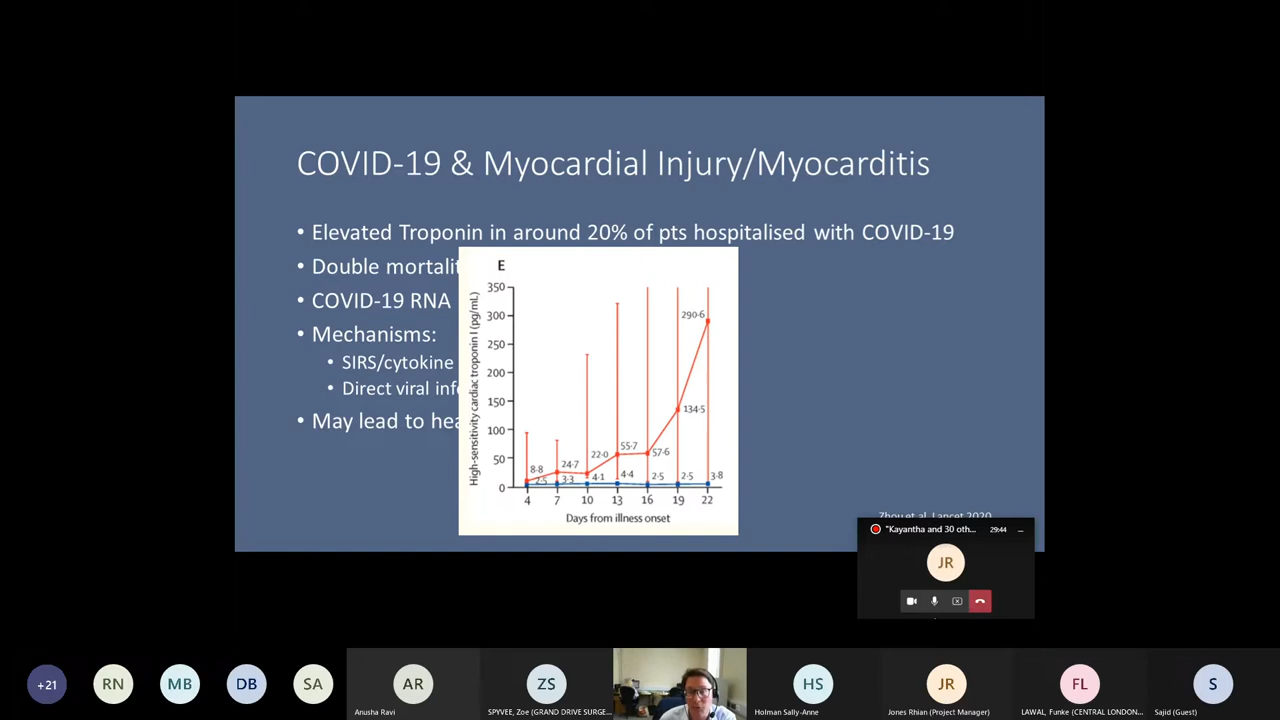 COVID-19 & Myocardial Injury/Myocarditis
• Elevated Troponin in around 20% of pts hospitalised with COVID-19
• Double mortalit
• COVID-19 RNA
• Mechanisms:
• SIRS/cytokine
• Direct viral infe
• May lead to hea
E
High-sensitivity cardiac troponin I (pg/mL)
350
300
250
200
150
100
50
0
290·6
134·5
55·7
57·6
22·0
24·7
8·8
2·5
3·3
4·1
4·4
2·5
2·5
3·8
4 7 10 13 16 19 22
Days from illness onset
Zhou et al, Lancet 2020
"Kayantha and 30 oth... 29:44
JR
+21 RN MB DB SA AR ZS HS JR FL S
Anusha Ravi
SPYVEE, Zoe (GRAND DRIVE SURGE...
Holman Sally-Anne
Jones Rhian (Project Manager)
LAWAL, Funke (CENTRAL LONDON...
Sajid (Guest)